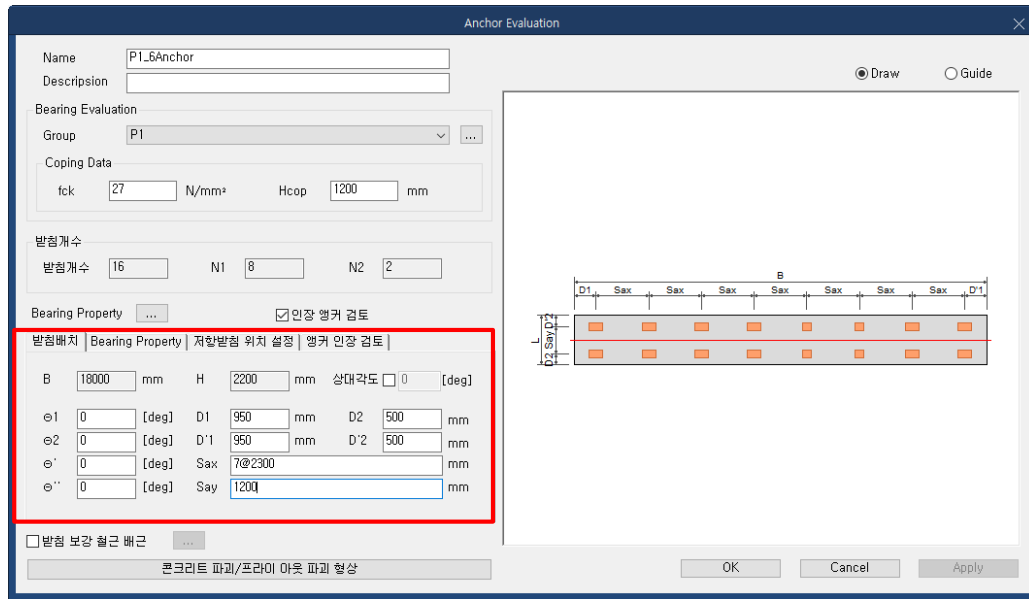 Anchor Evaluation
Name P1_6Anchor
Descripsion
Draw Guide
Bearing Evaluation
Group P1 ...
Coping Data
fck 27 N/mm² Hcop 1200 mm
받침개수
받침개수 16 N1 8 N2 2
Bearing Property ... 인장 앵커 검토
받침배치 Bearing Property 저항받침 위치 설정 앵커 인장 검토
B 18000 mm H 2200 mm 상대각도 0 [deg]
Θ1 0 [deg] D1 950 mm D2 500 mm
Θ2 0 [deg] D'1 950 mm D'2 500 mm
Θ' 0 [deg] Sax 7@2300 mm
Θ'' 0 [deg] Say 1200 mm
받침 보강 철근 배근 ...
콘크리트 파괴/프라이 아웃 파괴 형상
B
D1 Sax Sax Sax Sax Sax Sax Sax D'1
L
D2 Say D'2
OK Cancel Apply